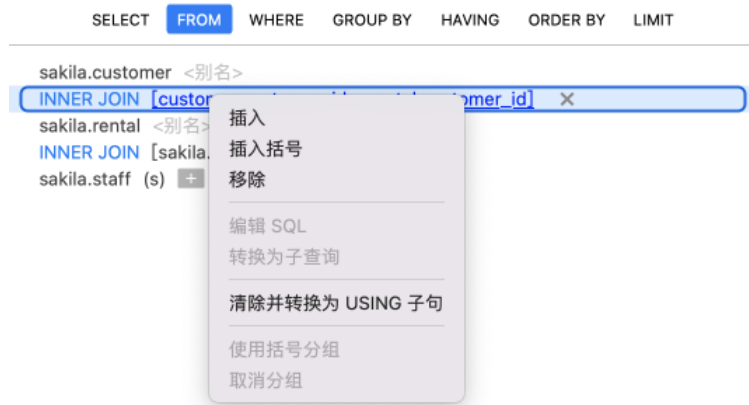 SELECT FROM WHERE GROUP BY HAVING ORDER BY LIMIT
sakila.customer <别名>
INNER JOIN [custor omer_id] ×
sakila.rental <别名>
INNER JOIN [sakila.
sakila.staff (s) +
插入
插入括号
移除
编辑 SQL
转换为子查询
清除并转换为 USING 子句
使用括号分组
取消分组